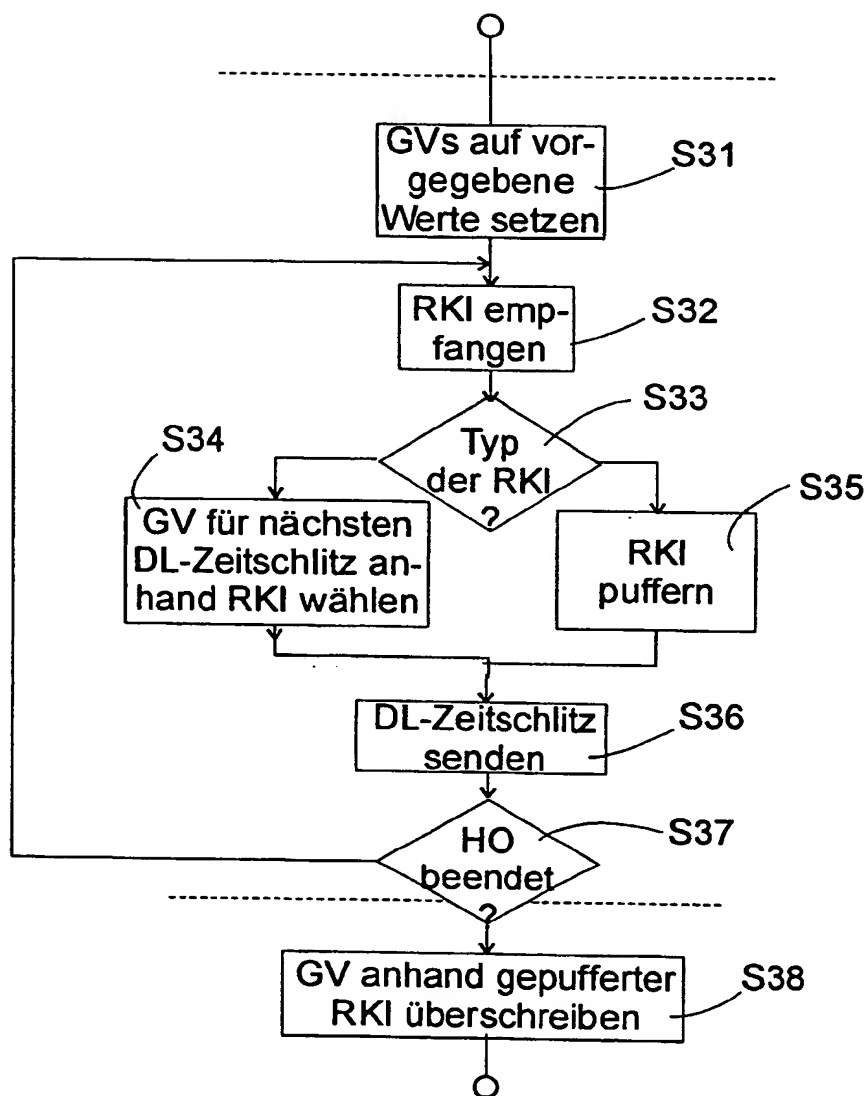 GVs auf vor-
gegebene
Werte setzen
S31
RKI emp-
fangen
S32
Typ
der RKI
?
S33
S34
GV für nächsten
DL-Zeitschlitz an-
hand RKI wählen
S35
RKI
puffern
DL-Zeitschlitz
senden
S36
HO
beendet
?
S37
GV anhand gepufferter
RKI überschreiben
S38